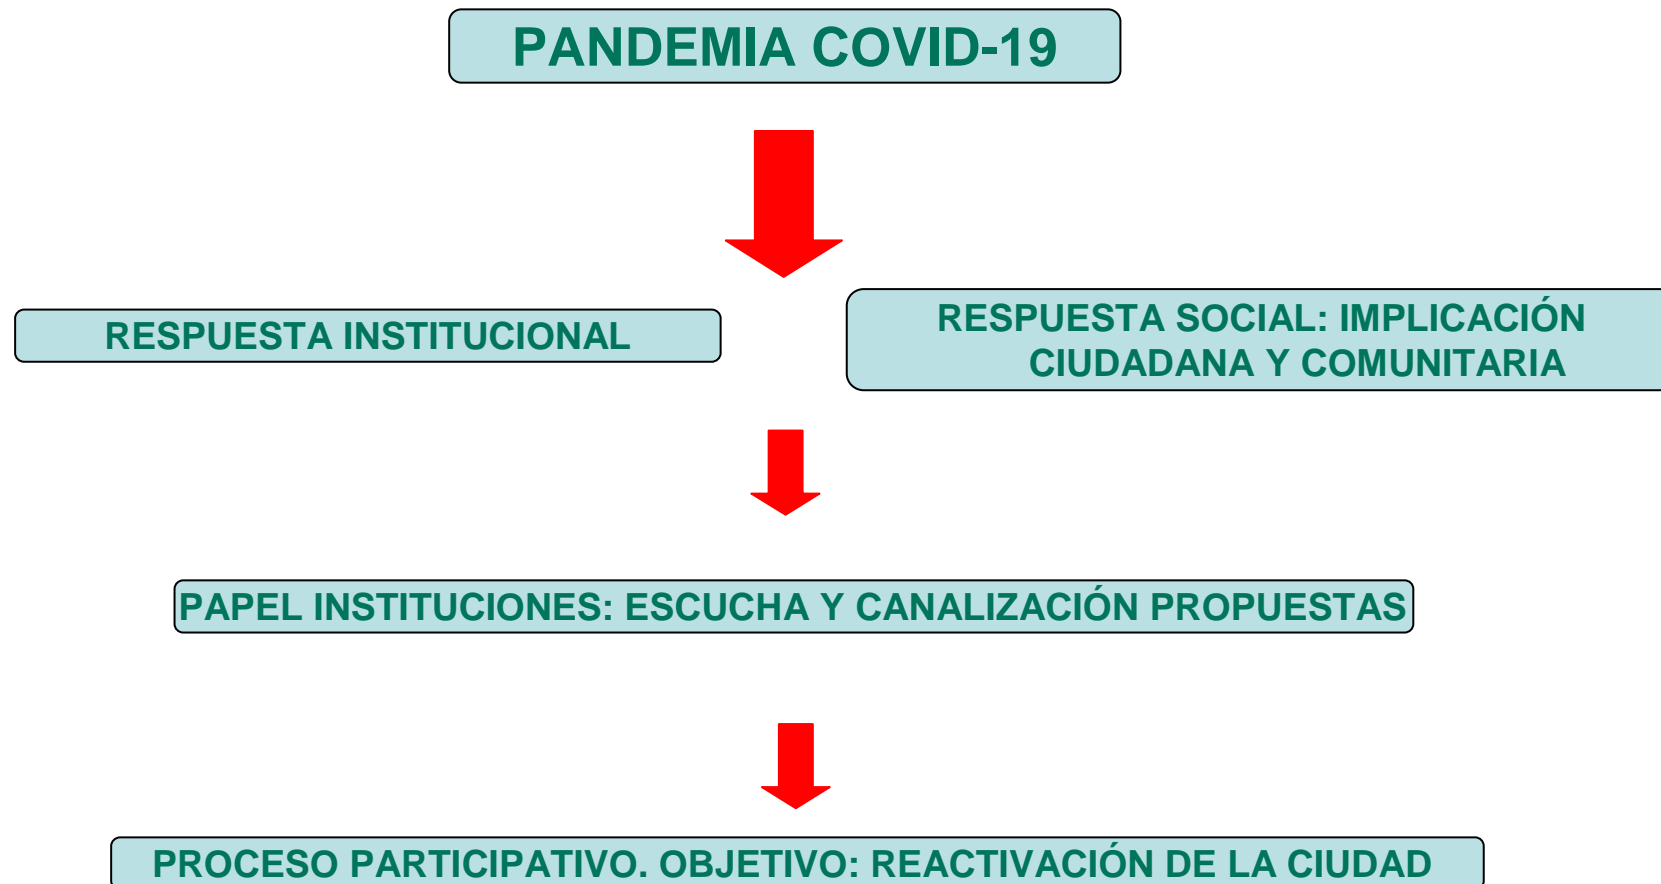 PANDEMIA COVID-19
RESPUESTA INSTITUCIONAL
RESPUESTA SOCIAL: IMPLICACIÓN
CIUDADANA Y COMUNITARIA
PAPEL INSTITUCIONES: ESCUCHA Y CANALIZACIÓN PROPUESTAS
PROCESO PARTICIPATIVO. OBJETIVO: REACTIVACIÓN DE LA CIUDAD